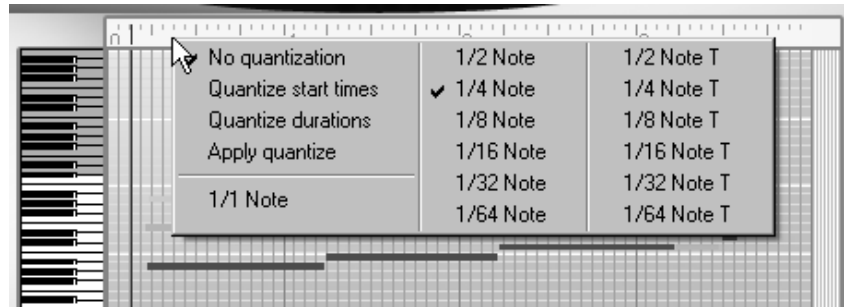 0
No quantization
Quantize start times
Quantize durations
Apply quantize
1/1 Note
1/2 Note
1/4 Note
1/8 Note
1/16 Note
1/32 Note
1/64 Note
1/2 Note T
1/4 Note T
1/8 Note T
1/16 Note T
1/32 Note T
1/64 Note T